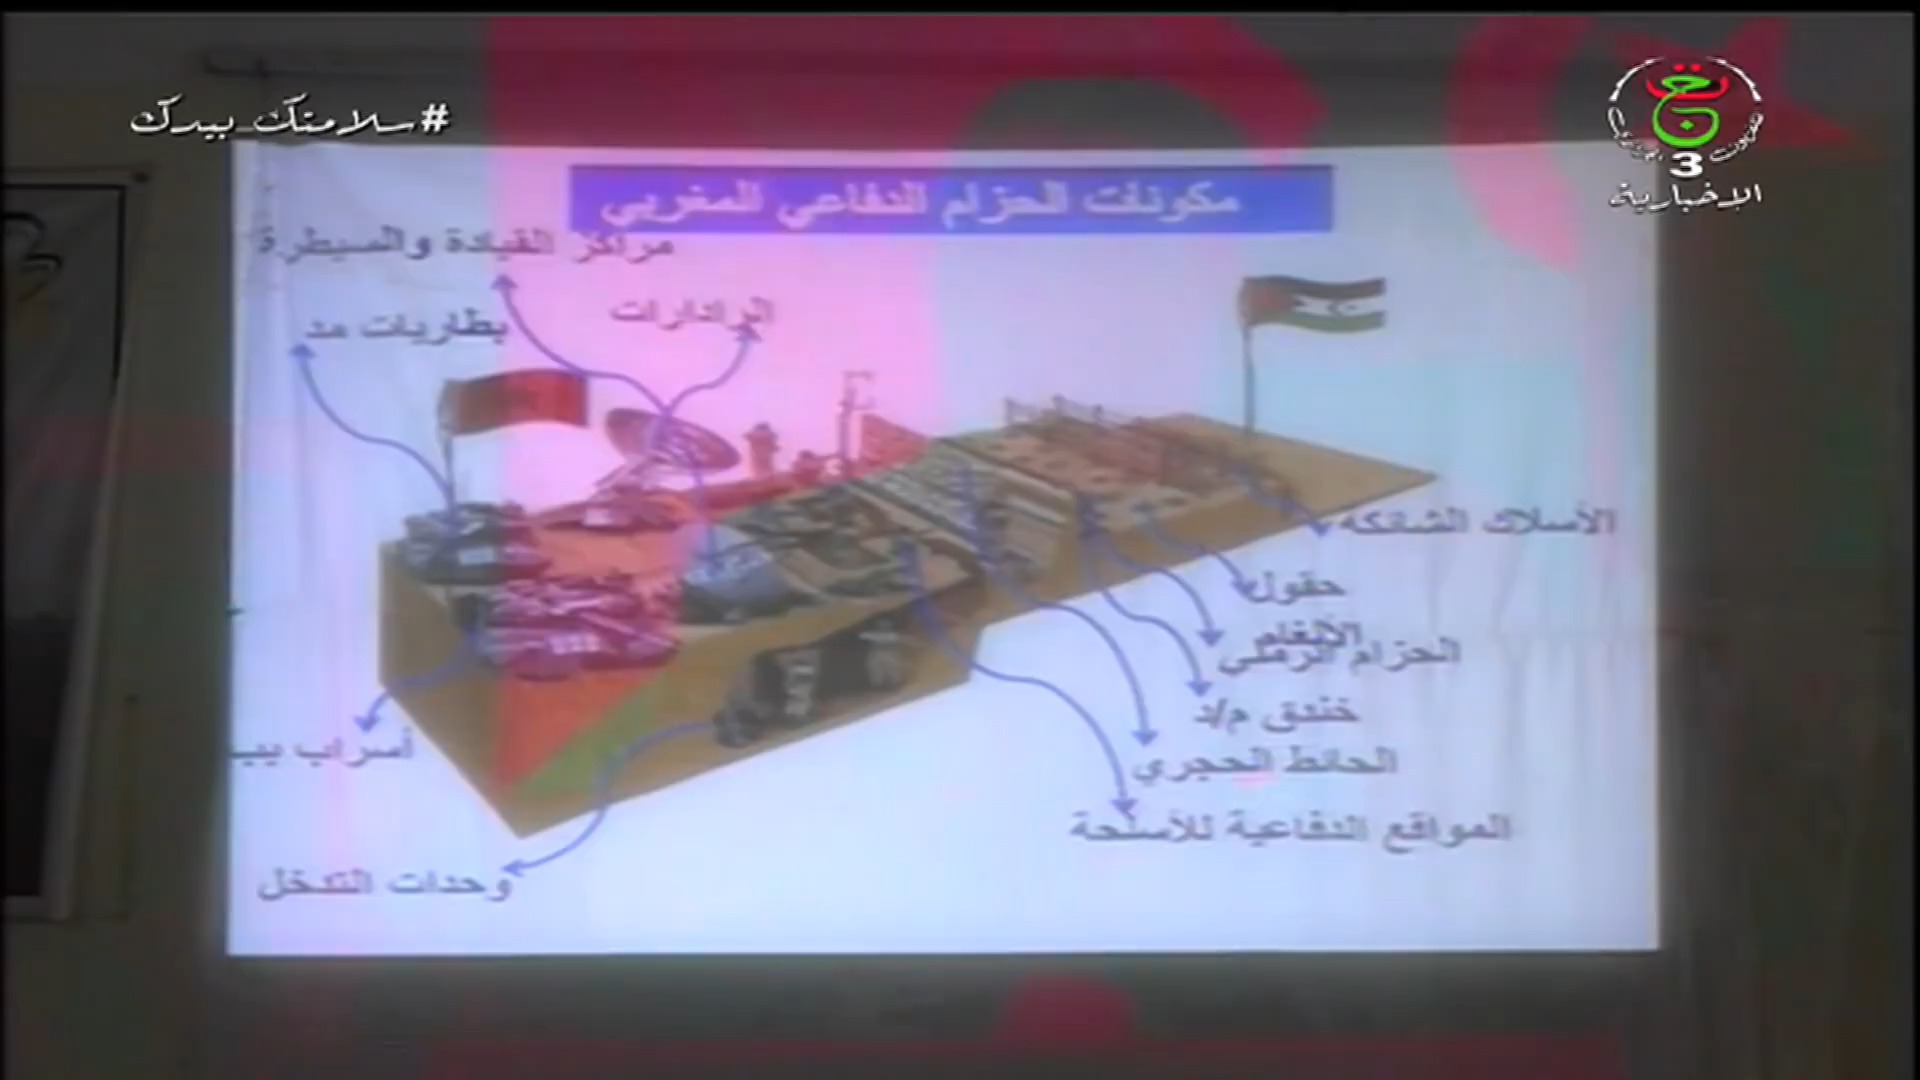 #سلامتك_بيدك
3
الإخبارية
مكونات الحزام الدفاعي المغربي
مراكز القيادة والسيطرة
الرادارات
بطاريات مد
الأسلاك الشائكة
حقول
الألغام
الحزام الرملي
خندق م/د
الحائط الحجري
المواقع الدفاعية للأسلحة
أسراب
وحدات التدخل